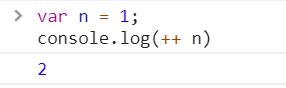 > var n = 1;
console.log(++ n)
2